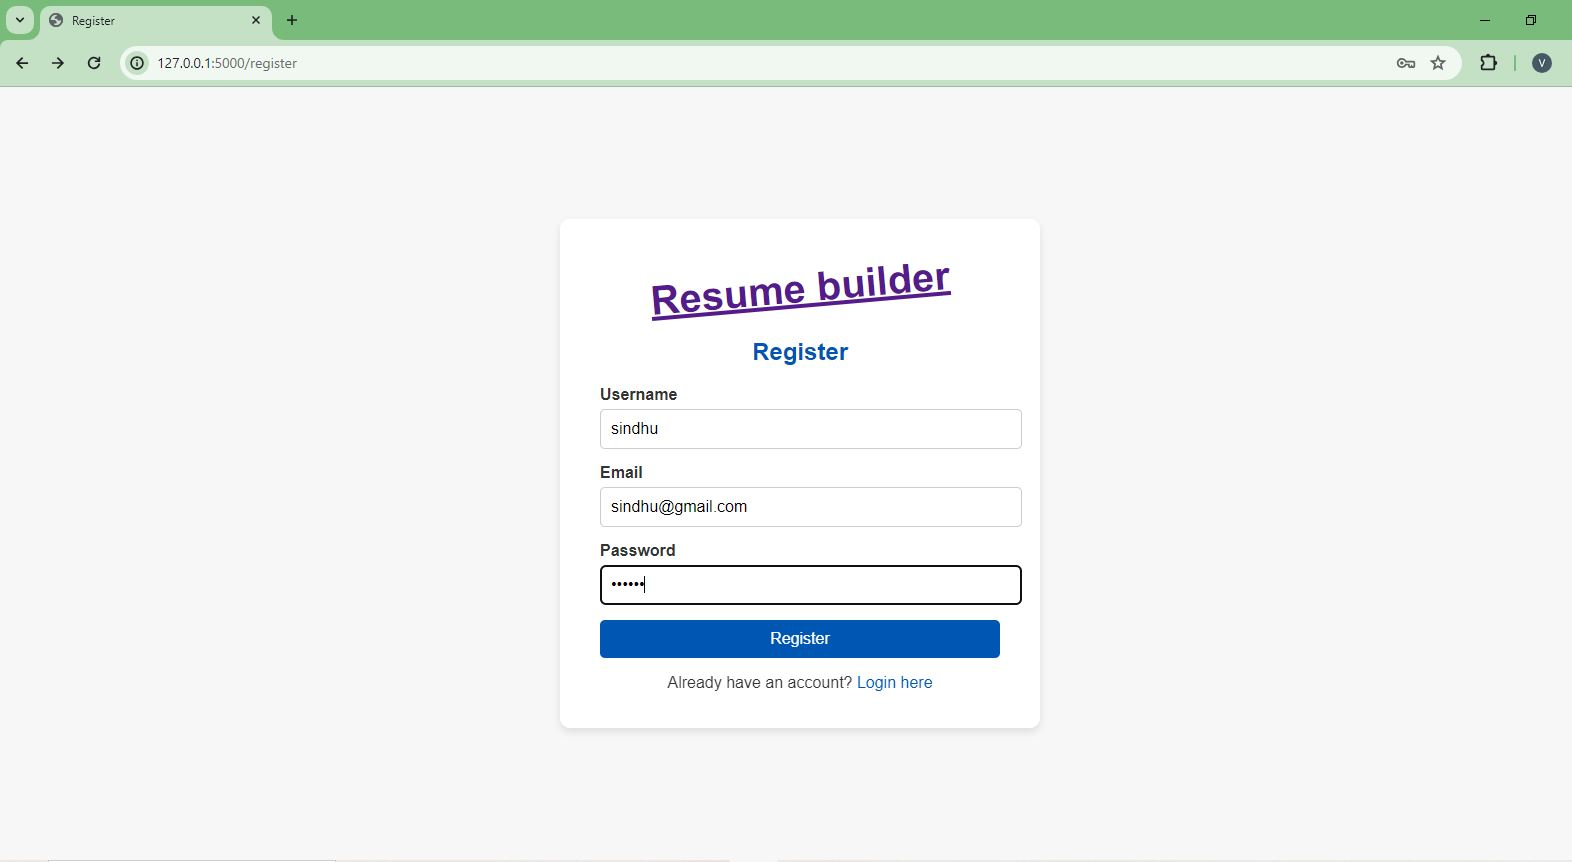 Register
127.0.0.1:5000/register
V
Resume builder
Register
Username
sindhu
Email
sindhu@gmail.com
Password
••••••
Register
Already have an account? Login here